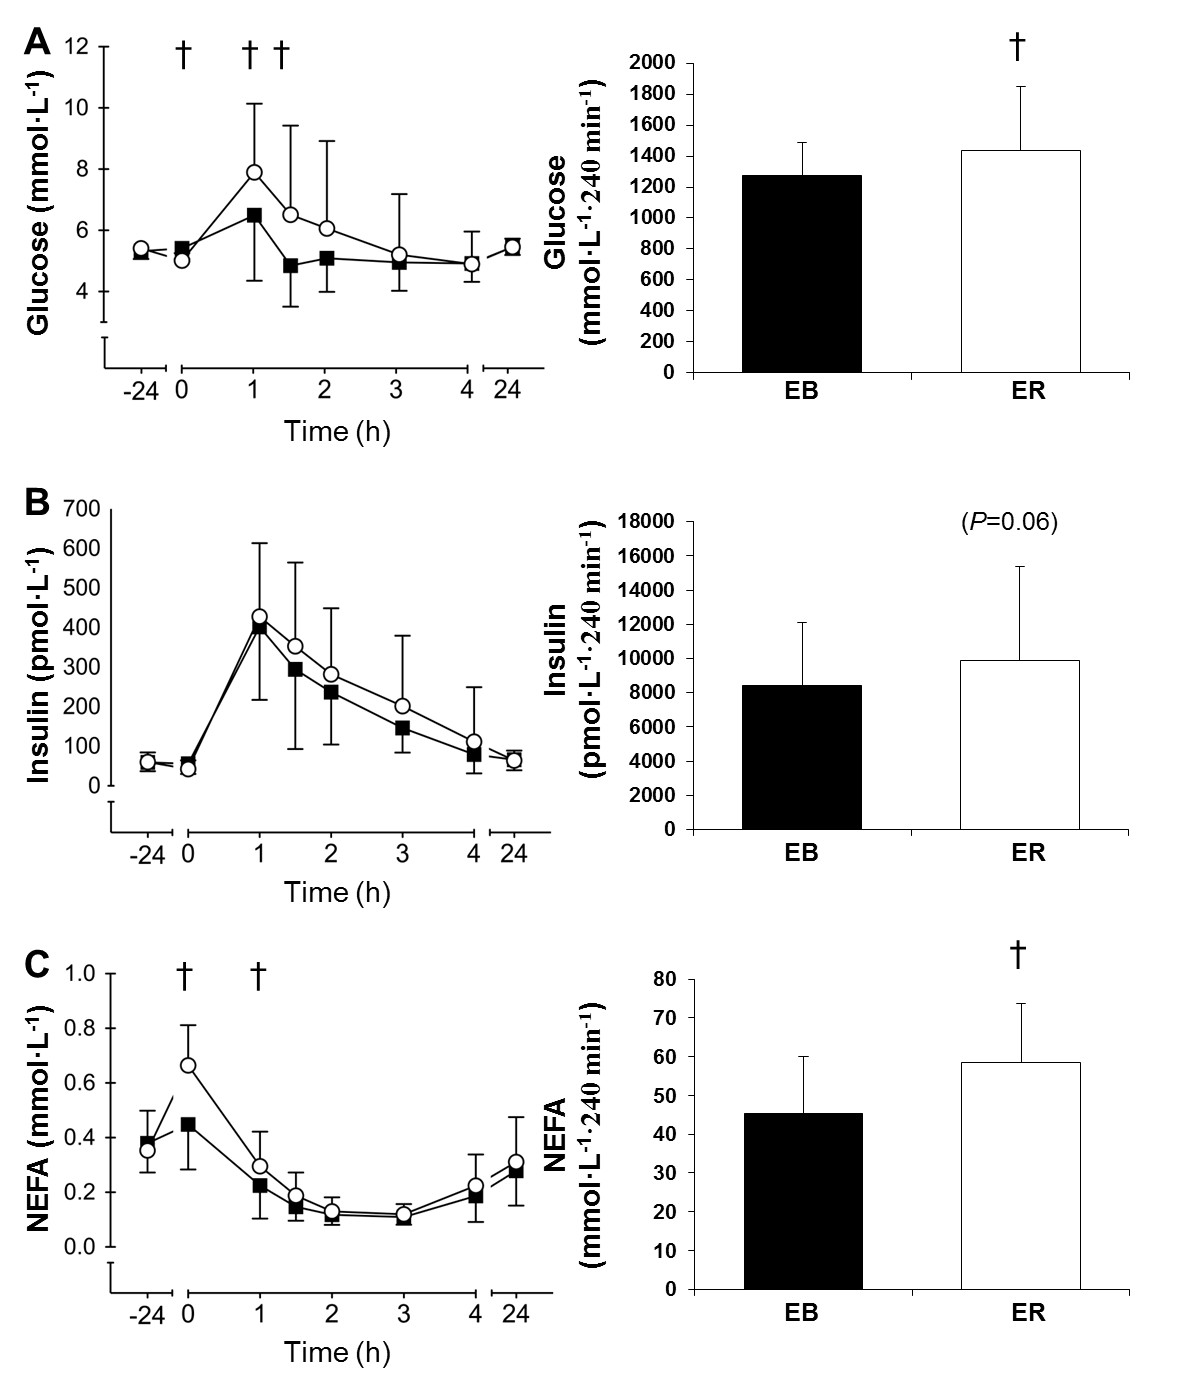 A
Glucose (mmol·L⁻¹)
12
10
8
6
4
† † †
-24 0 1 2 3 4 24
Time (h)
Glucose
(mmol·L⁻¹·240 min⁻¹)
2000
1800
1600
1400
1200
1000
800
600
400
200
0
†
EB ER
B
Insulin (pmol·L⁻¹)
700
600
500
400
300
200
100
0
-24 0 1 2 3 4 24
Time (h)
Insulin
(pmol·L⁻¹·240 min⁻¹)
18000
16000
14000
12000
10000
8000
6000
4000
2000
0
(P=0.06)
EB ER
C
NEFA (mmol·L⁻¹)
1.0
0.8
0.6
0.4
0.2
0.0
† †
-24 0 1 2 3 4 24
Time (h)
NEFA
(mmol·L⁻¹·240 min⁻¹)
80
70
60
50
40
30
20
10
0
†
EB ER